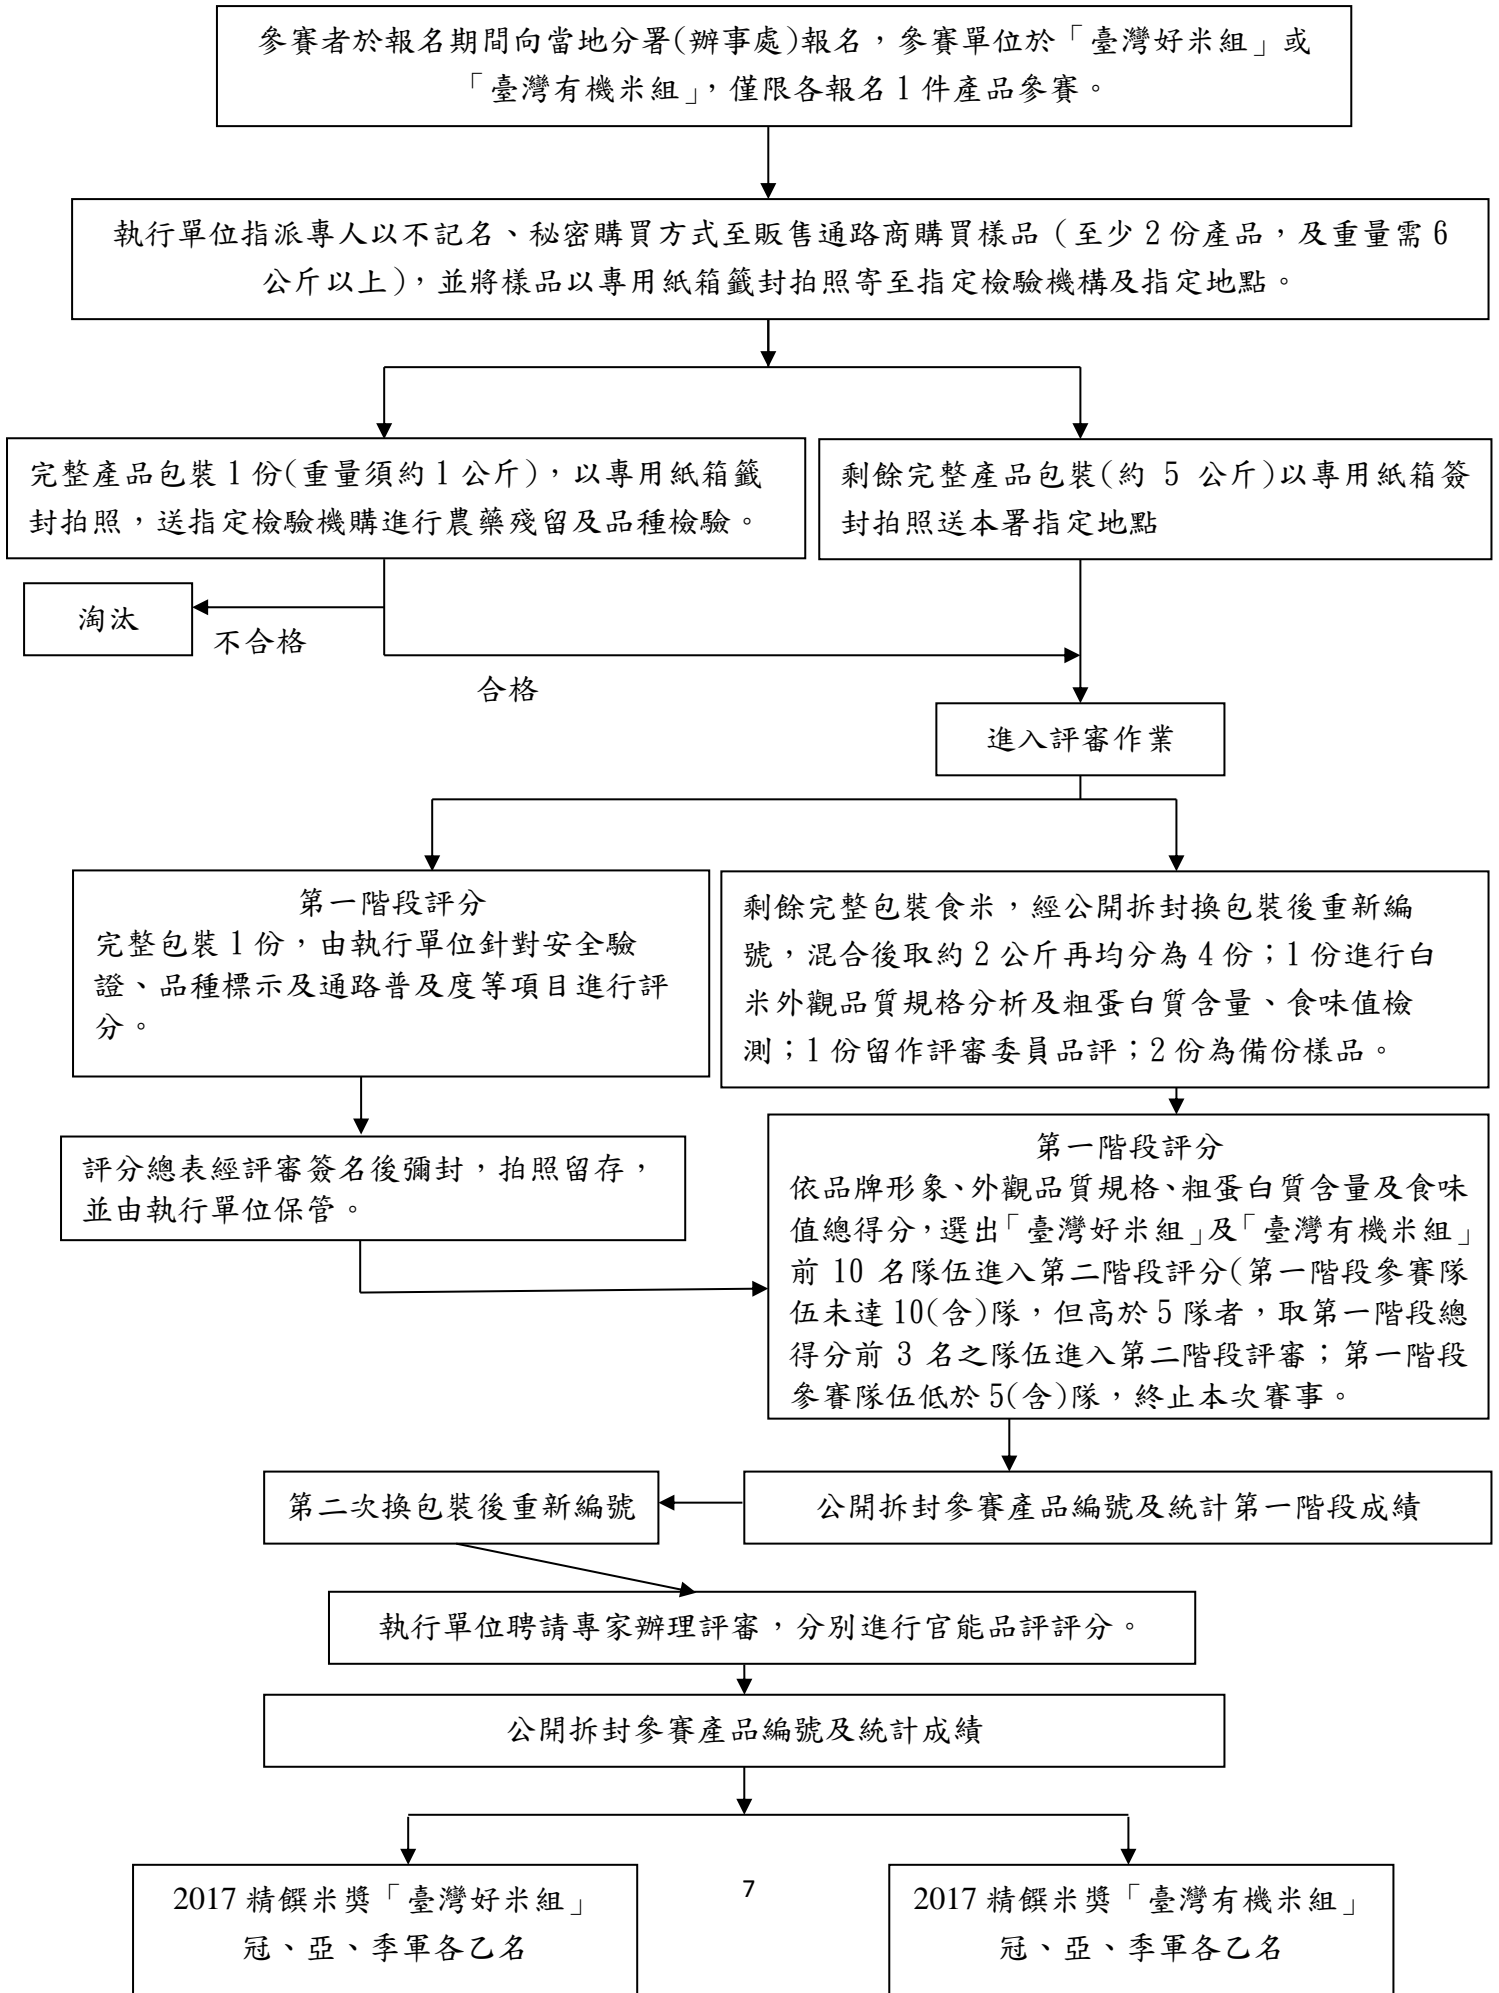 參賽者於報名期間向當地分署(辦事處)報名，參賽單位於「臺灣好米組」或
「臺灣有機米組」，僅限各報名 1 件產品參賽。
執行單位指派專人以不記名、秘密購買方式至販售通路商購買樣品（至少 2 份產品，及重量需 6
公斤以上)，並將樣品以專用紙箱籤封拍照寄至指定檢驗機構及指定地點。
完整產品包裝 1 份(重量須約 1 公斤)，以專用紙箱籤
封拍照，送指定檢驗機購進行農藥殘留及品種檢驗。
剩餘完整產品包裝(約 5 公斤)以專用紙箱簽
封拍照送本署指定地點
淘汰
不合格
合格
進入評審作業
第一階段評分
完整包裝 1 份，由執行單位針對安全驗
證、品種標示及通路普及度等項目進行評
分。
剩餘完整包裝食米，經公開拆封換包裝後重新編
號，混合後取約 2 公斤再均分為 4 份；1 份進行白
米外觀品質規格分析及粗蛋白質含量、食味值檢
測；1 份留作評審委員品評；2 份為備份樣品。
評分總表經評審簽名後彌封，拍照留存，
並由執行單位保管。
第一階段評分
依品牌形象、外觀品質規格、粗蛋白質含量及食味
值總得分，選出「臺灣好米組」及「臺灣有機米組」
前 10 名隊伍進入第二階段評分(第一階段參賽隊
伍未達 10(含)隊，但高於 5 隊者，取第一階段總
得分前 3 名之隊伍進入第二階段評審；第一階段
參賽隊伍低於 5(含)隊，終止本次賽事。
第二次換包裝後重新編號
公開拆封參賽產品編號及統計第一階段成績
執行單位聘請專家辦理評審，分別進行官能品評評分。
公開拆封參賽產品編號及統計成績
2017 精饌米獎「臺灣好米組」
冠、亞、季軍各乙名
7
2017 精饌米獎「臺灣有機米組」
冠、亞、季軍各乙名